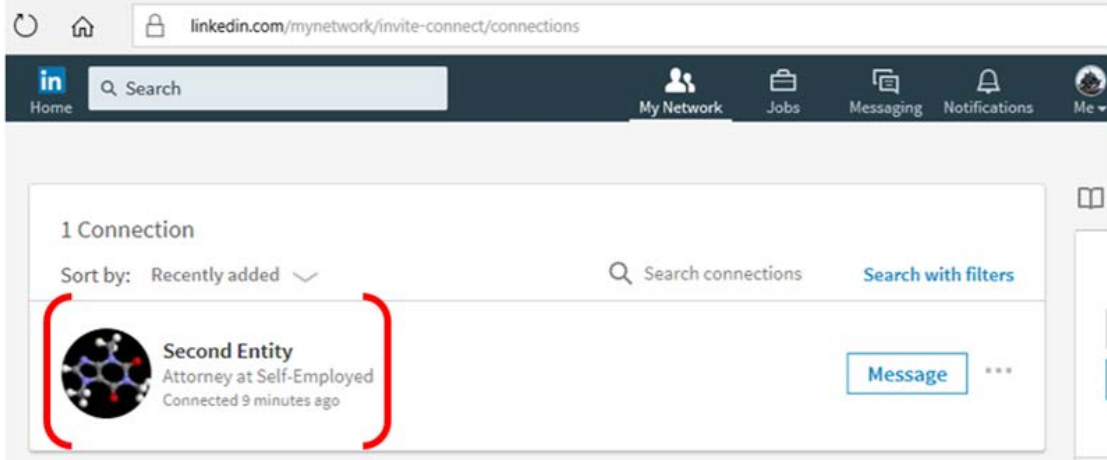 linkedin.com/mynetwork/invite-connect/connections
in Search
Home My Network Jobs Messaging Notifications Me
1 Connection
Sort by: Recently added Search connections Search with filters
Second Entity
Attorney at Self-Employed
Connected 9 minutes ago
Message